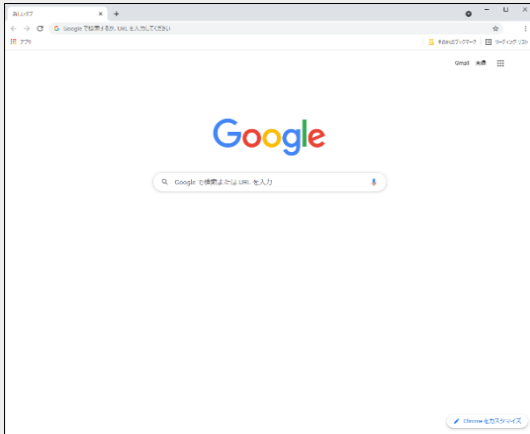 新しいタブ
Google で検索するか、URL を入力してください
アプリ
その他のブックマーク
リーディング リスト
Gmail 画像
Google
Google で検索または URL を入力
Chrome をカスタマイズ